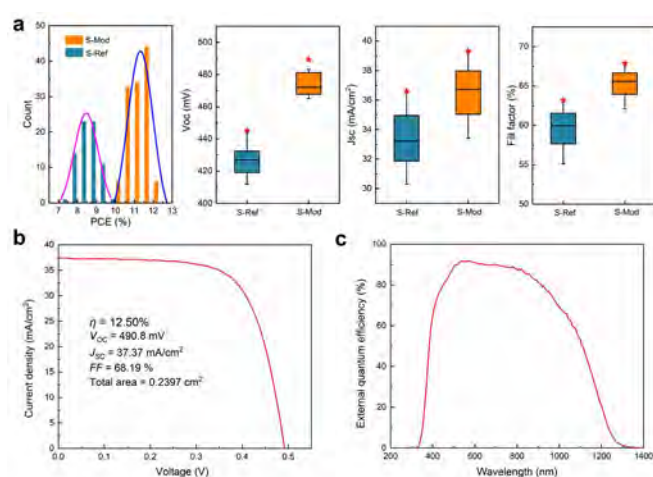 a
S-Mod
S-Ref
Count
50
40
30
20
10
0
7 8 9 10 11 12 13
PCE (%)
Voc (mV)
500
480
460
440
420
400
S-Ref S-Mod
Jsc (mA/cm²)
40
38
36
34
32
30
S-Ref S-Mod
Fill factor (%)
70
65
60
55
50
S-Ref S-Mod
b
Current density (mA/cm²)
40
35
30
25
20
15
10
5
0
η = 12.50%
V_OC = 490.8 mV
J_SC = 37.37 mA/cm²
FF = 68.19 %
Total area = 0.2397 cm²
0.0 0.1 0.2 0.3 0.4 0.5
Voltage (V)
c
External quantum efficiency (%)
100
80
60
40
20
0
200 400 600 800 1000 1200 1400
Wavelength (nm)